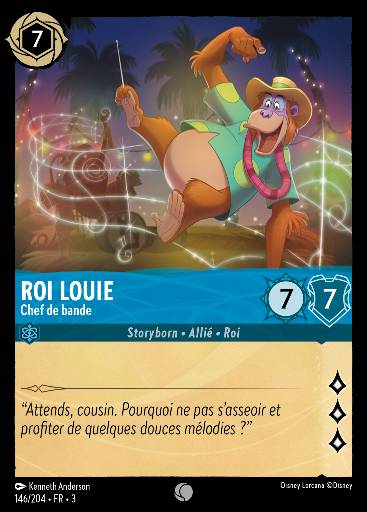 7
ROI LOUIE
Chef de bande
7
7
Storyborn • Allié • Roi
“Attends, cousin. Pourquoi ne pas s’asseoir et
profiter de quelques douces mélodies ?”
Kenneth Anderson
Disney Lorcana ©Disney
146/204 • FR • 3